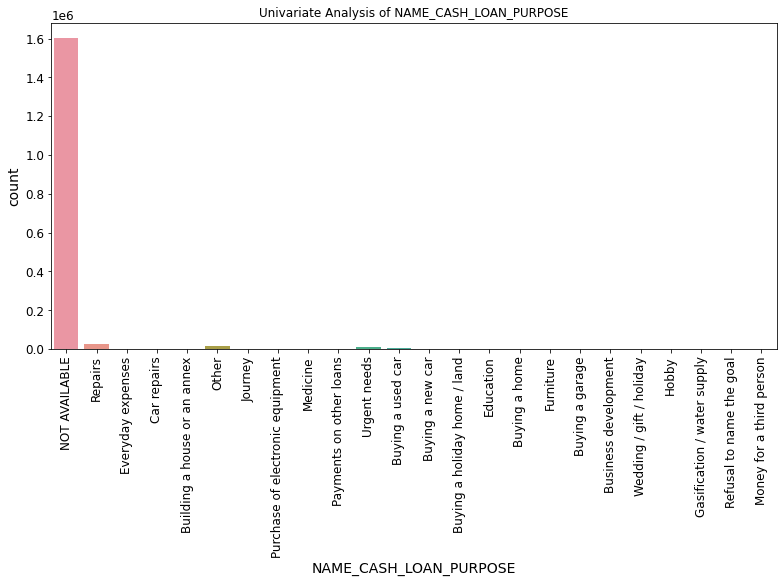 Univariate Analysis of NAME_CASH_LOAN_PURPOSE
1e6
1.6
1.4
1.2
1.0
0.8
0.6
0.4
0.2
0.0
count
NOT AVAILABLE
Repairs
Everyday expenses
Car repairs
Building a house or an annex
Other
Journey
Purchase of electronic equipment
Medicine
Payments on other loans
Urgent needs
Buying a used car
Buying a new car
Buying a holiday home / land
Education
Buying a home
Furniture
Buying a garage
Business development
Wedding / gift / holiday
Hobby
Gasification / water supply
Refusal to name the goal
Money for a third person
NAME_CASH_LOAN_PURPOSE